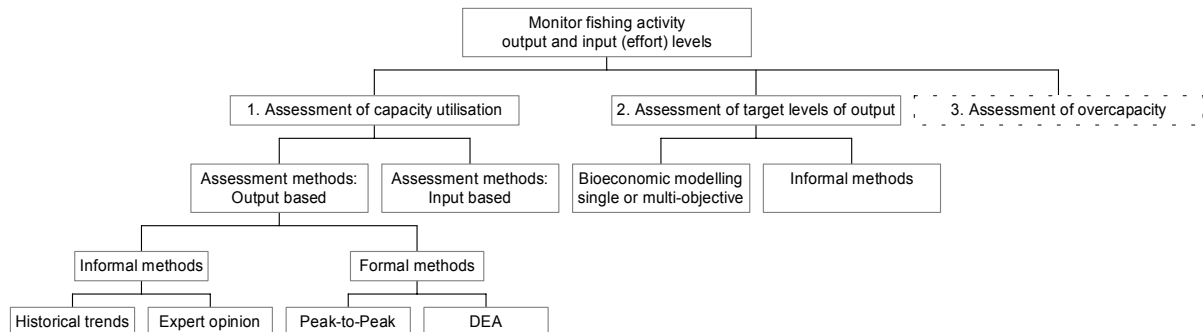 Monitor fishing activity
output and input (effort) levels
1. Assessment of capacity utilisation
2. Assessment of target levels of output
3. Assessment of overcapacity
Assessment methods:
Output based
Assessment methods:
Input based
Bioeconomic modelling
single or multi-objective
Informal methods
Informal methods
Formal methods
Historical trends
Expert opinion
Peak-to-Peak
DEA